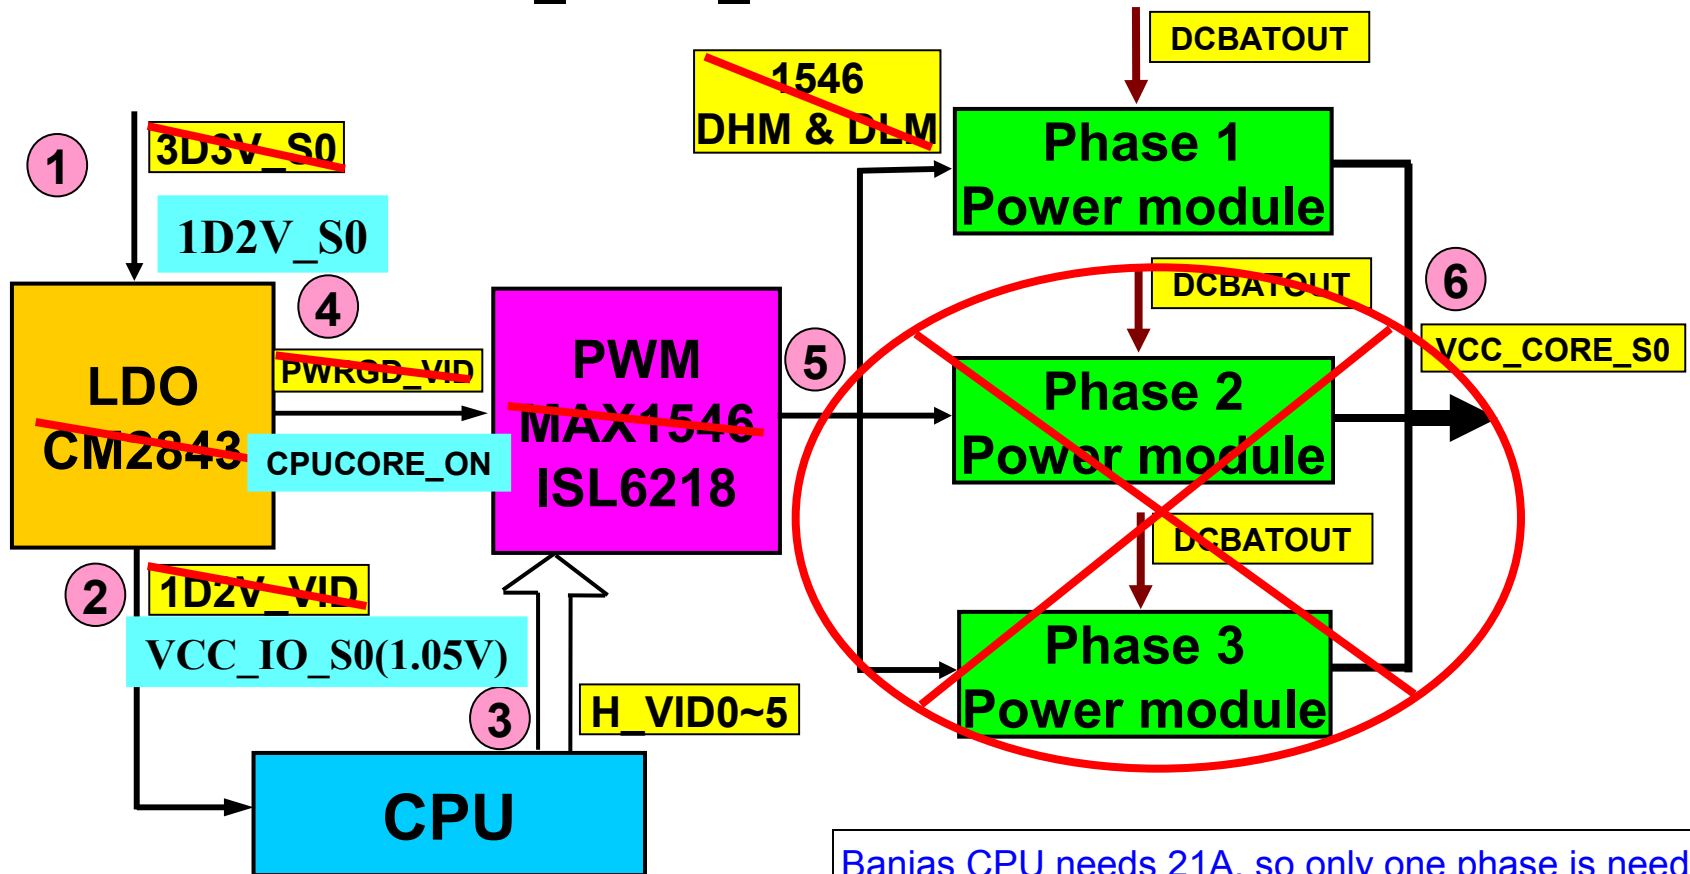 DCBATOUT
1546
DHM & DLM
1
3D3V_S0
1D2V_S0
Phase 1
Power module
4
LDO
CM2843
PWRGD_VID
CPUCORE_ON
PWM
MAX1546
ISL6218
5
DCBATOUT
6
VCC_CORE_S0
Phase 2
Power module
DCBATOUT
2
1D2V_VID
VCC_IO_S0(1.05V)
3
H_VID0~5
Phase 3
Power module
CPU
Banias CPU needs 21A, so only one phase is need